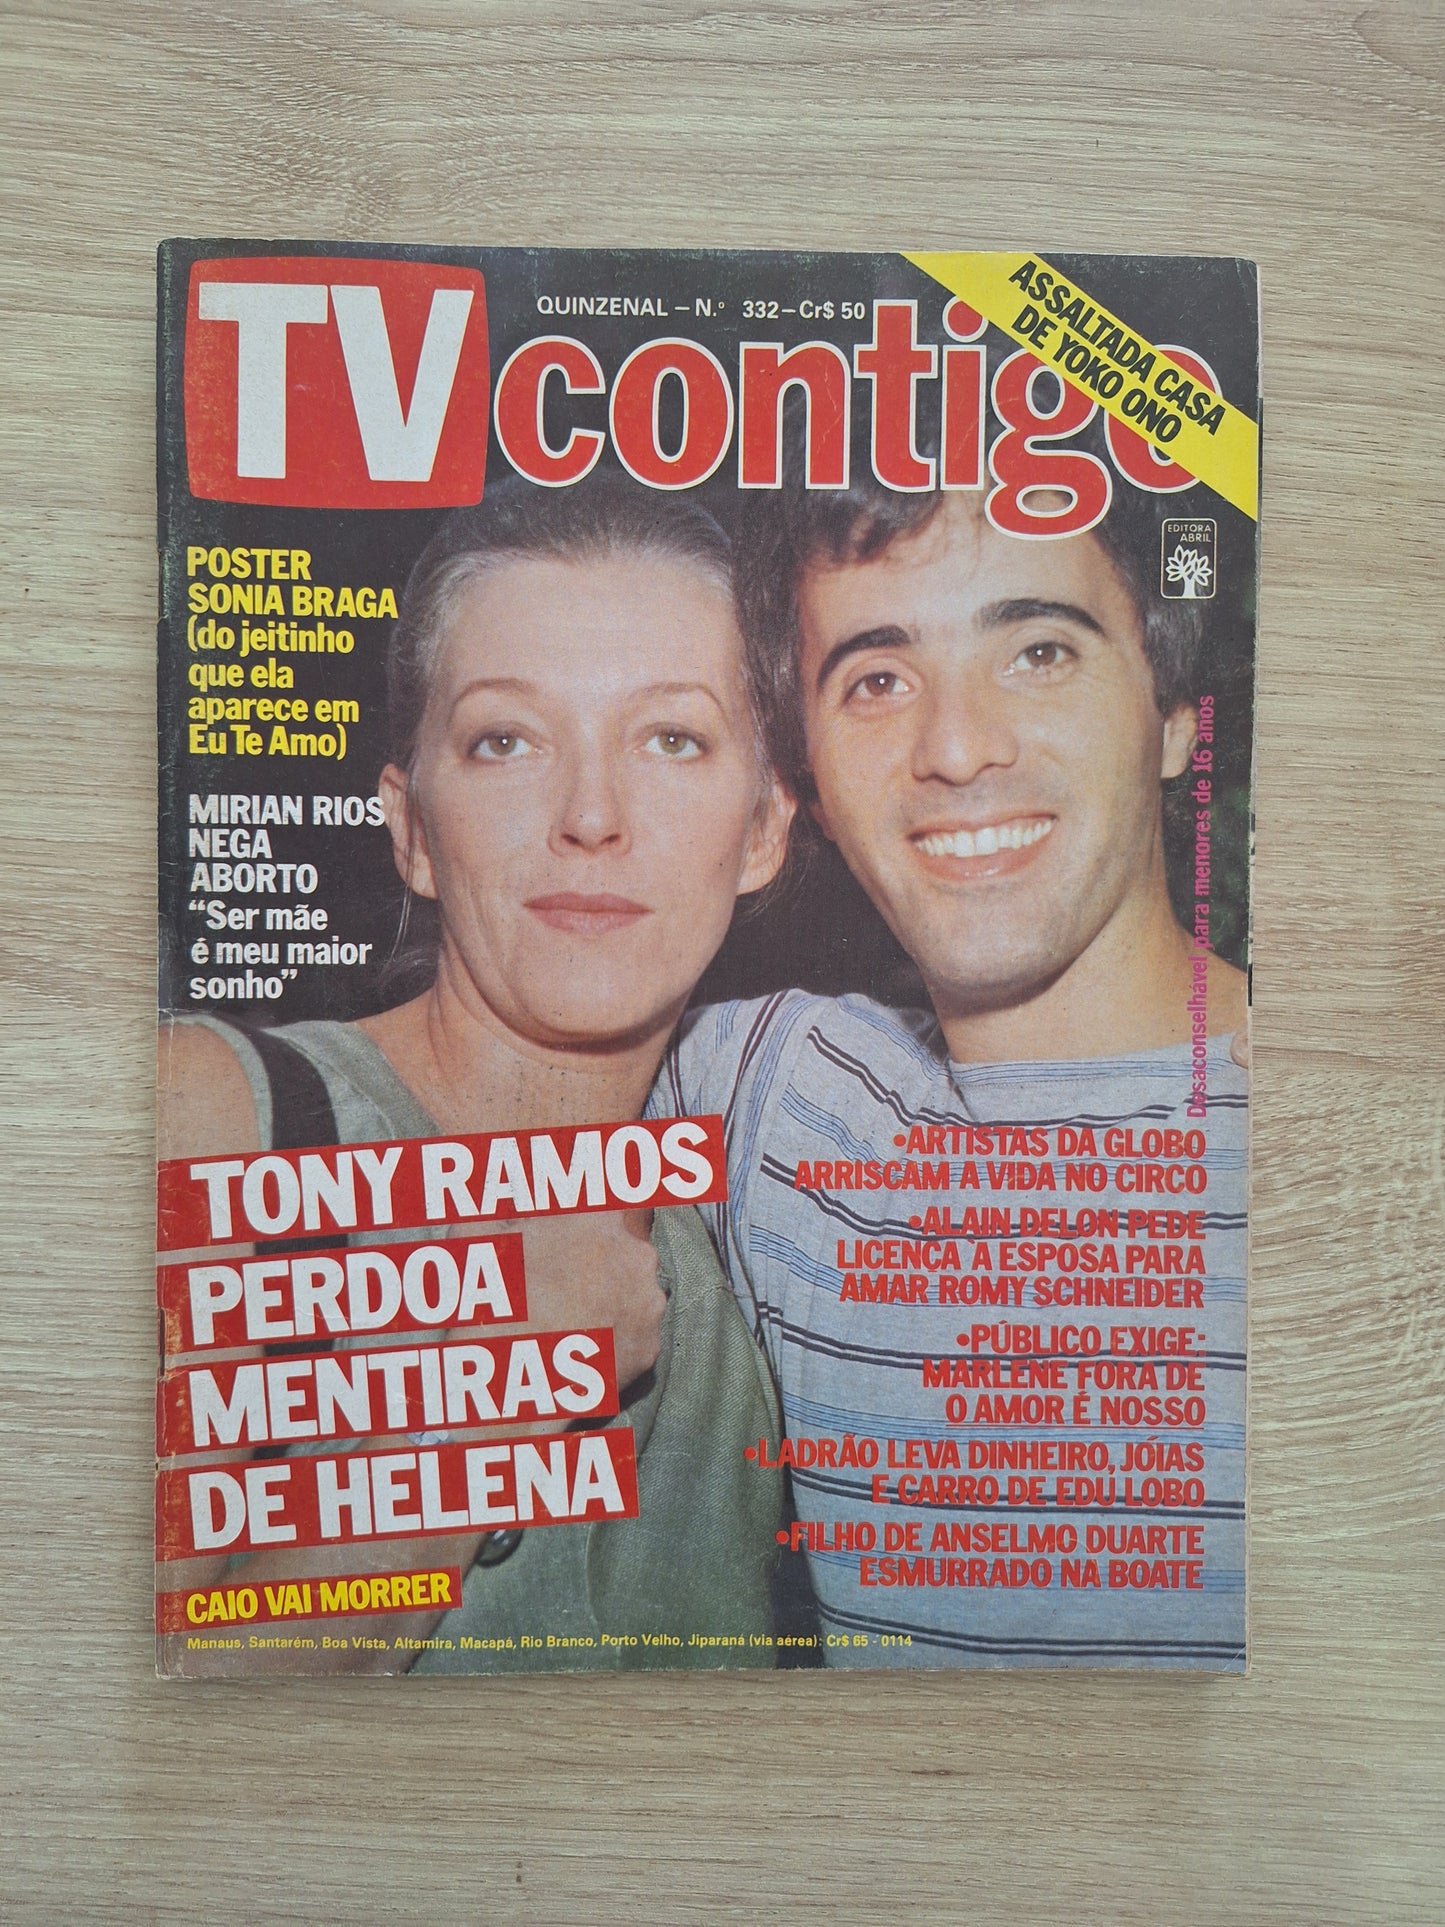 TV contigo
QUINZENAL – N.º 332 – Cr$ 50
ASSALTADA CASA
DE YOKO ONO
EDITORA
ABRIL
POSTER
SONIA BRAGA
(do jeitinho
que ela
aparece em
Eu Te Amo)
MIRIAN RIOS
NEGA
ABORTO
“Ser mãe
é meu maior
sonho”
Desaconselhável para menores de 16 anos
TONY RAMOS
PERDOA
MENTIRAS
DE HELENA
CAIO VAI MORRER
•ARTISTAS DA GLOBO
ARRISCAM A VIDA NO CIRCO
•ALAIN DELON PEDE
LICENÇA À ESPOSA PARA
AMAR ROMY SCHNEIDER
•PÚBLICO EXIGE:
MARLENE FORA DE
O AMOR É NOSSO
•LADRÃO LEVA DINHEIRO, JÓIAS
E CARRO DE EDU LOBO
•FILHO DE ANSELMO DUARTE
ESMURRADO NA BOATE
Manaus, Santarém, Boa Vista, Altamira, Macapá, Rio Branco, Porto Velho, Jiparaná (via aérea): Cr$ 65 - 0114